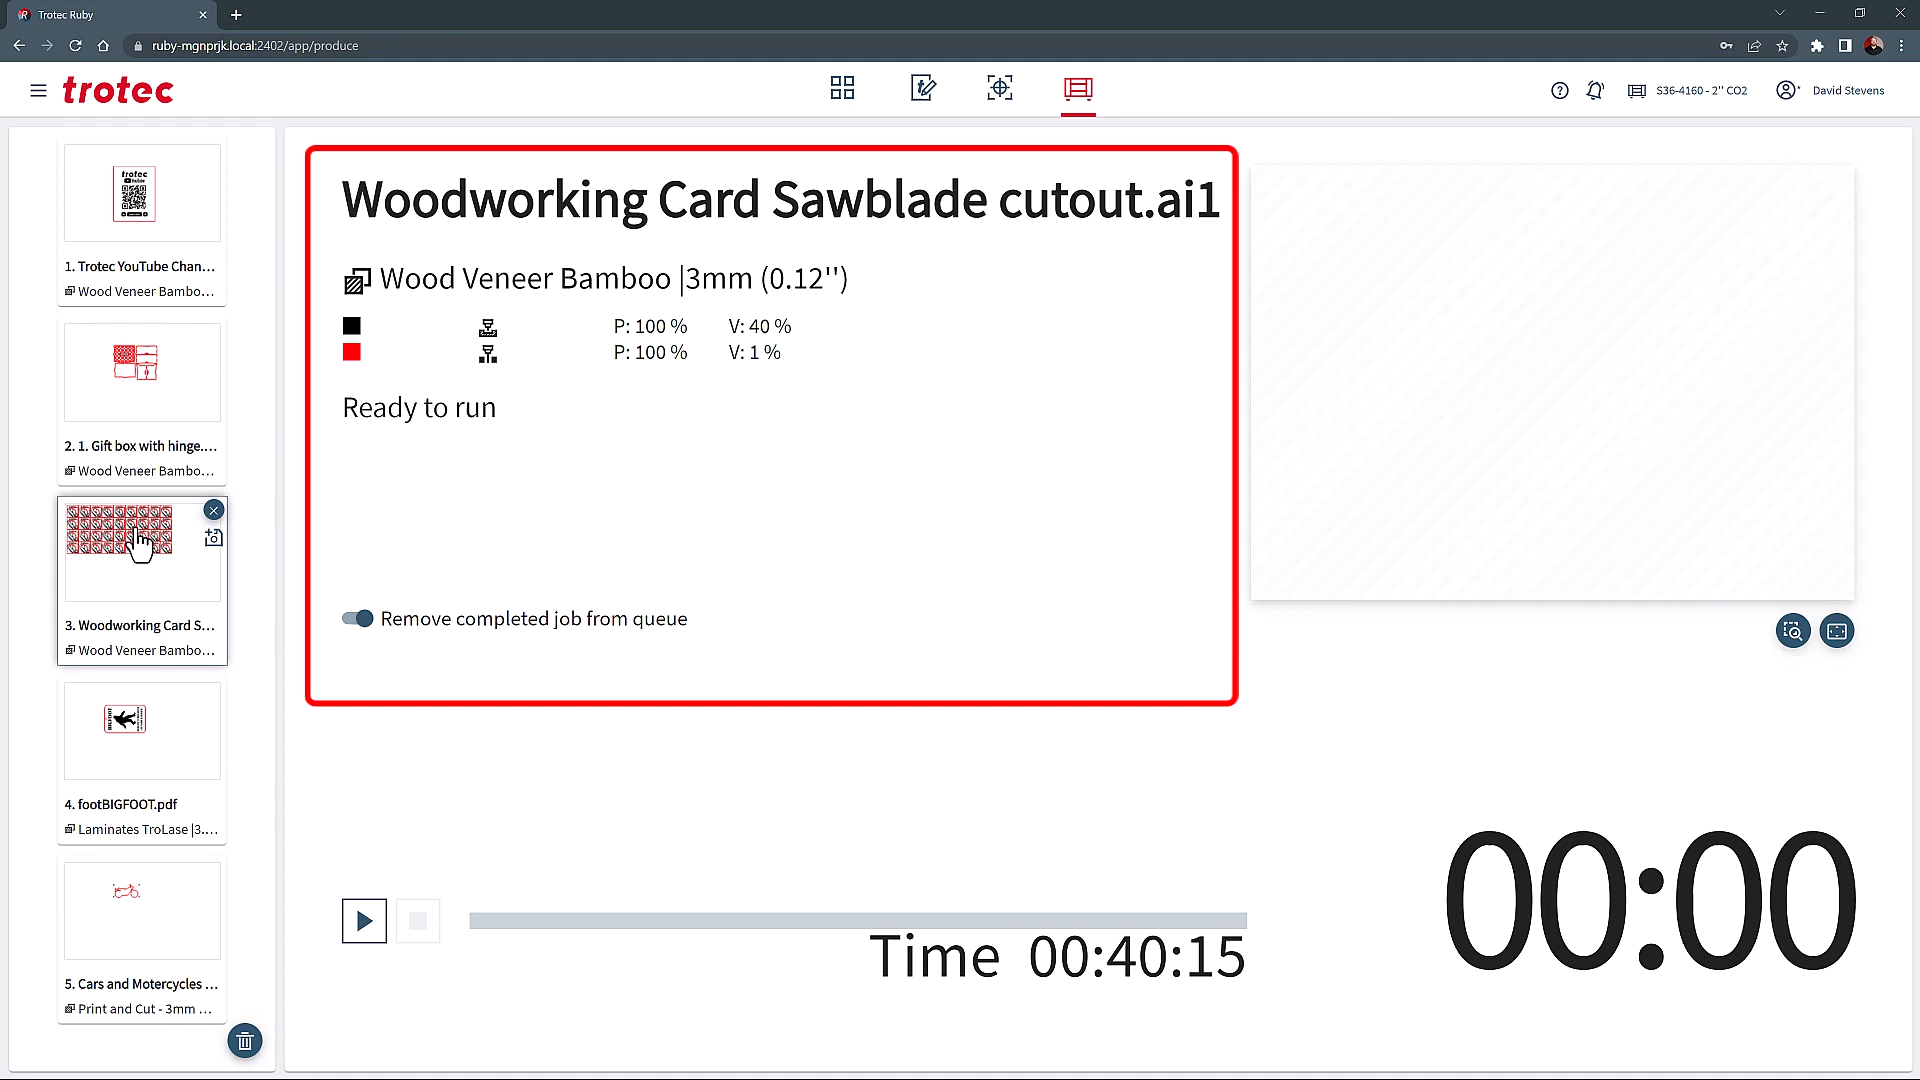 Trotec Ruby
ruby-mgnprjk.local:2402/app/produce
trotec
S36-4160 - 2'' CO2
David Stevens
trotec
1. Trotec YouTube Chan...
Wood Veneer Bambo...
2. 1. Gift box with hinge....
Wood Veneer Bambo...
3. Woodworking Card S...
Wood Veneer Bambo...
BIGFOOT
4. footBIGFOOT.pdf
Laminates TroLase |3....
5. Cars and Motercycles ...
Print and Cut - 3mm ...
Woodworking Card Sawblade cutout.ai1
Wood Veneer Bamboo |3mm (0.12'')
P: 100 % V: 40 %
P: 100 % V: 1 %
Ready to run
Remove completed job from queue
Time 00:40:15
00:00